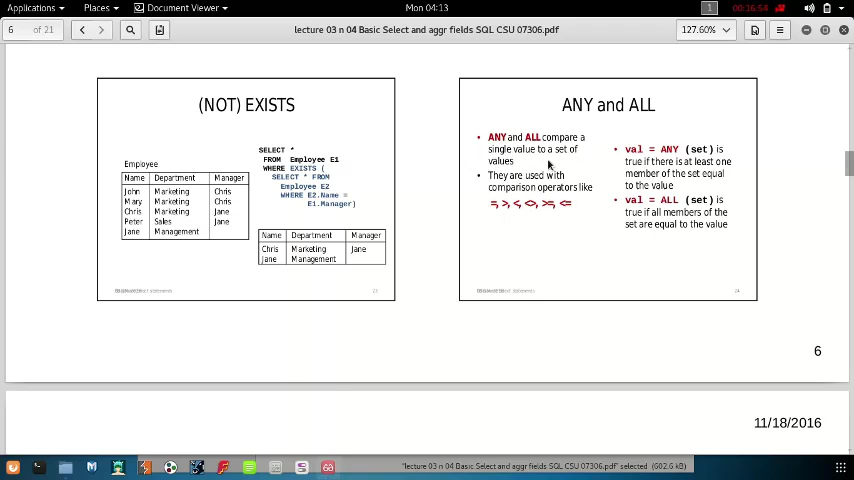 Applications
Places
Document Viewer
Mon 04:13
1
00:16:54
6
of 21
lecture 03 n 04 Basic Select and aggr fields SQL CSU 07306.pdf
127.60%
(NOT) EXISTS
Employee
Name Department Manager
John Marketing Chris
Mary Marketing Chris
Chris Marketing Jane
Peter Sales Jane
Jane Management
SELECT *
FROM Employee E1
WHERE EXISTS (
SELECT * FROM
Employee E2
WHERE E2.Name =
E1.Manager)
Name Department Manager
Chris Marketing Jane
Jane Management
23
ANY and ALL
• ANY and ALL compare a
single value to a set of
values
• They are used with
comparison operators like
=, >, <, <>, >=, <=
• val = ANY (set) is
true if there is at least one
member of the set equal
to the value
• val = ALL (set) is
true if all members of the
set are equal to the value
24
6
11/18/2016
"lecture 03 n 04 Basic Select and aggr fields SQL CSU 07306.pdf" selected (602.6 kB)